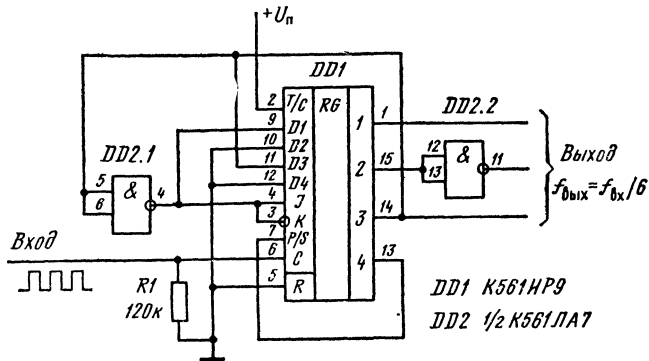 +Uп
DD1
2 T/C RG
9 D1 1 1
10 D2
11 D3 2 15
12 D4
4 J 3 14
3 K
7 P/S 4 13
6 C
5 R
DD2.1
5
6
& 4
DD2.2
12
13
& 11
Выход
fвых=fвх/6
Вход
R1
120к
DD1 К561ИР9
DD2 1/2 К561ЛА7